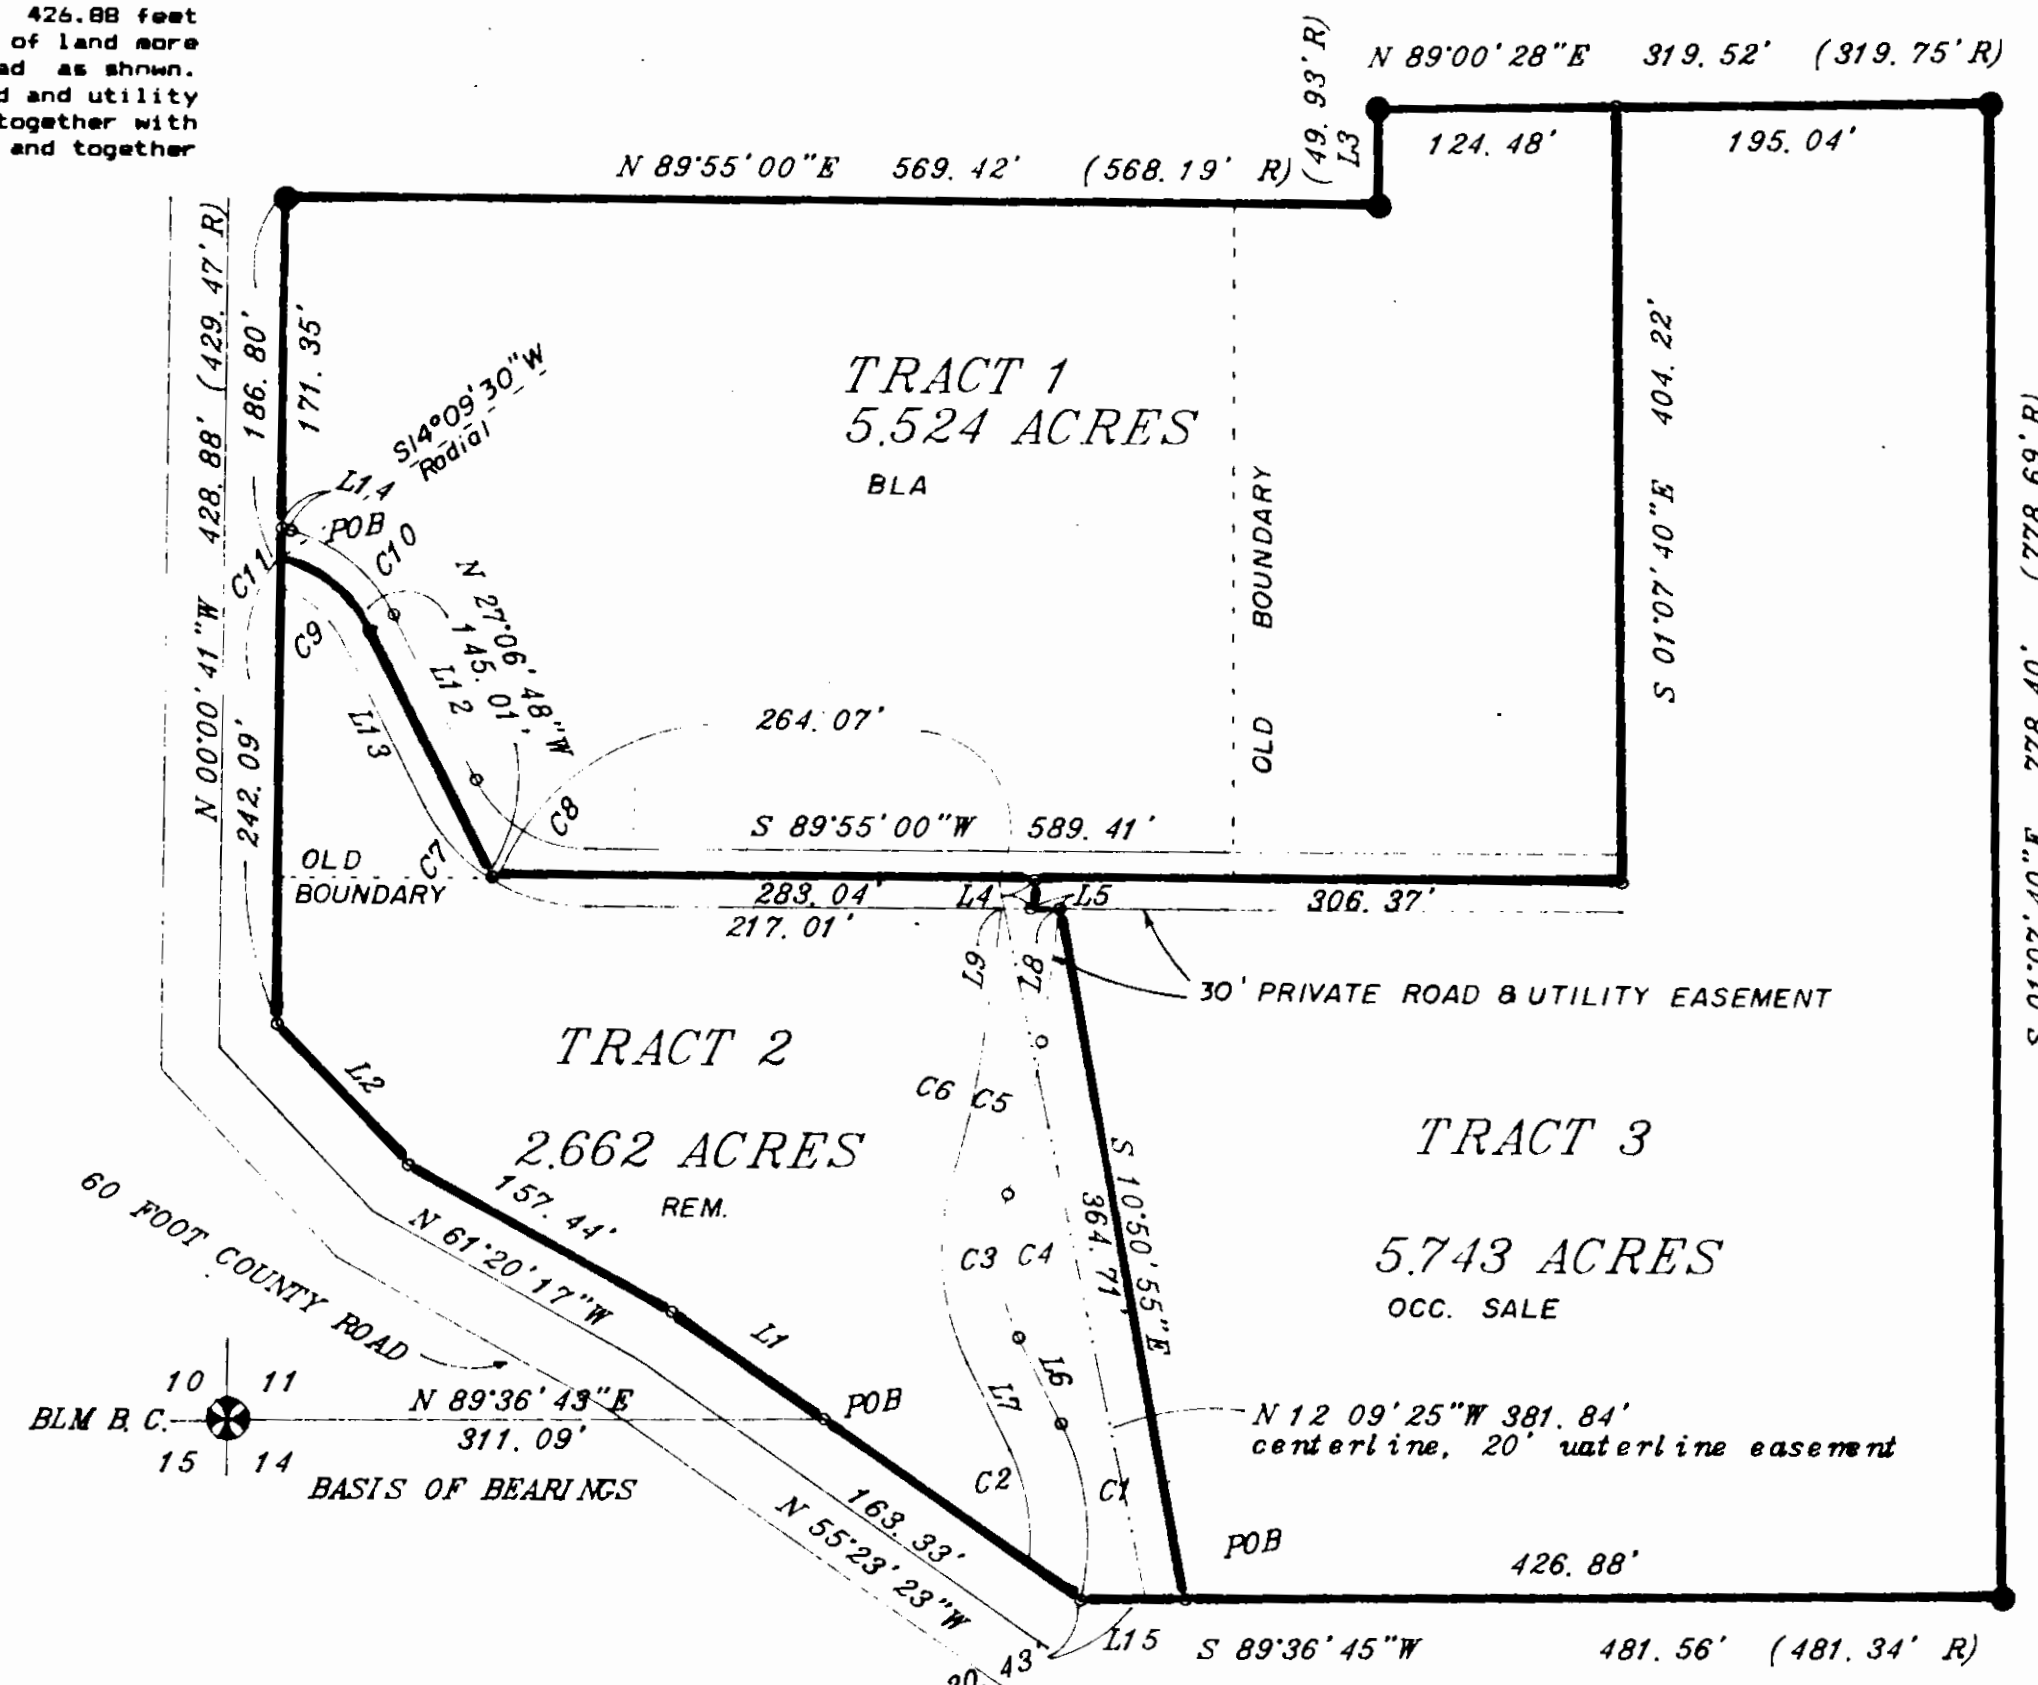 426.88 feet
of land more
as shown.
and utility
together with
and together
N 89°00'28"E 319.52' (319.75' R)
(49.93' R)
L3
124.48'
195.04'
N 89°55'00"E 569.42' (568.19' R)
N 00°00'41"W 428.88' (429.47' R)
186.80'
171.35'
S14°09'30"W
Radial
L14
POB
C11
C10
C9
N 27°06'48"W
145.01'
L12
L13
TRACT 1
5.524 ACRES
BLA
OLD BOUNDARY
S 01°07'40"E 404.22'
264.07'
C8
C7
S 89°55'00"W 589.41'
242.09'
OLD
BOUNDARY
283.04'
L4
L5
306.37'
217.01'
L9
L8
30' PRIVATE ROAD & UTILITY EASEMENT
TRACT 2
2.662 ACRES
REM.
C6
C5
L2
S 10°50'55"E
364.71'
TRACT 3
5.743 ACRES
OCC. SALE
157.44'
N 61°20'17"W
C3
C4
60 FOOT COUNTY ROAD
L1
L6
L7
10
11
BLM B.C.
15
14
N 89°36'43"E
311.09'
BASIS OF BEARINGS
POB
N 12 09'25"W 381.84'
centerline, 20' waterline easement
C2
C1
163.33'
N 55°23'23"W
POB
426.88'
L15
S 89°36'45"W 481.56' (481.34' R)